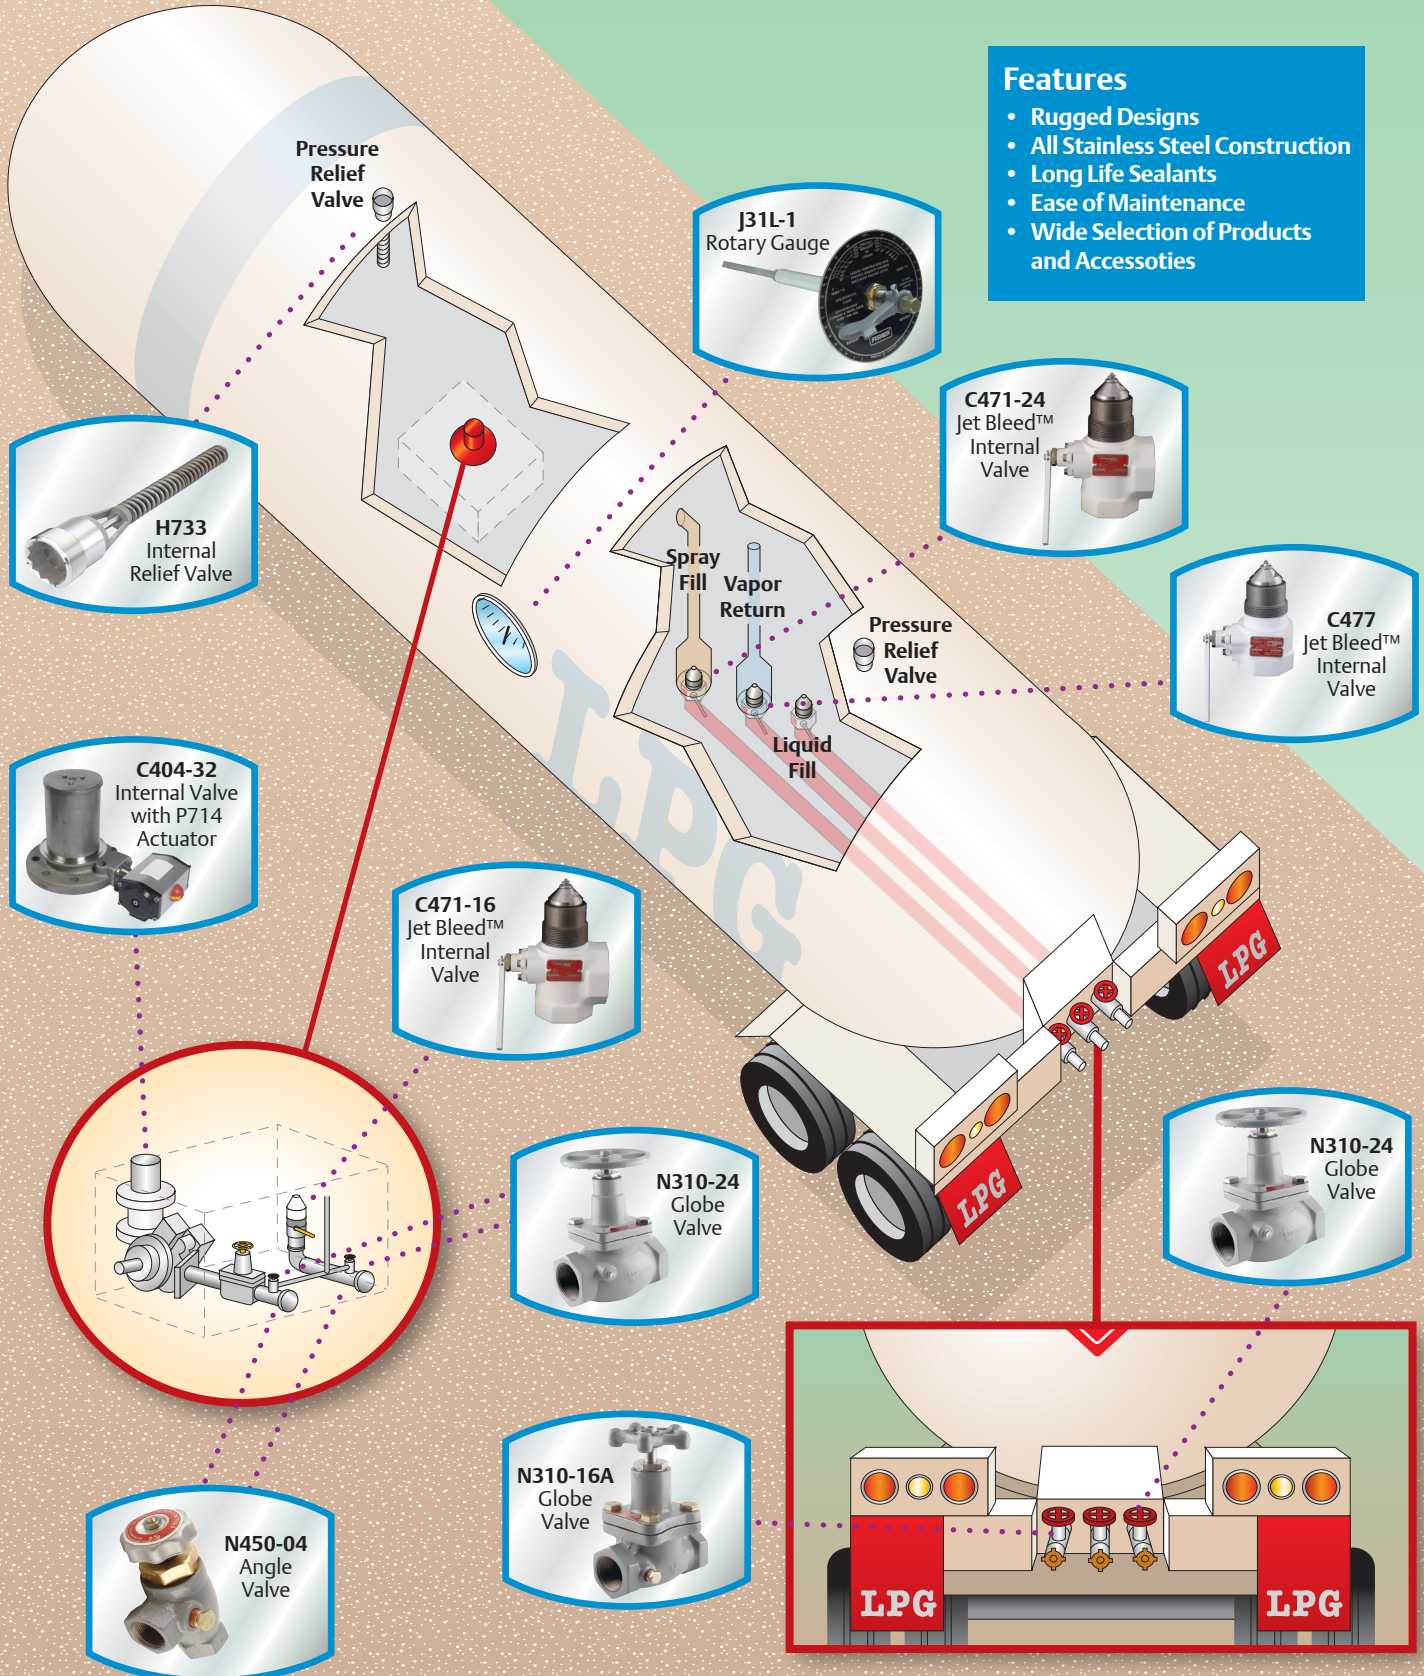 Features
• Rugged Designs
• All Stainless Steel Construction
• Long Life Sealants
• Ease of Maintenance
• Wide Selection of Products
and Accessoties
Pressure
Relief
Valve
J31L-1
Rotary Gauge
FISHER
C471-24
Jet Bleed™
Internal
Valve
H733
Internal
Relief Valve
Spray
Fill
Vapor
Return
Pressure
Relief
Valve
C477
Jet Bleed™
Internal
Valve
Liquid
Fill
LPG
C404-32
Internal Valve
with P714
Actuator
C471-16
Jet Bleed™
Internal
Valve
LPG
LPG
N310-24
Globe
Valve
N310-24
Globe
Valve
N310-16A
Globe
Valve
N450-04
Angle
Valve
LPG
LPG